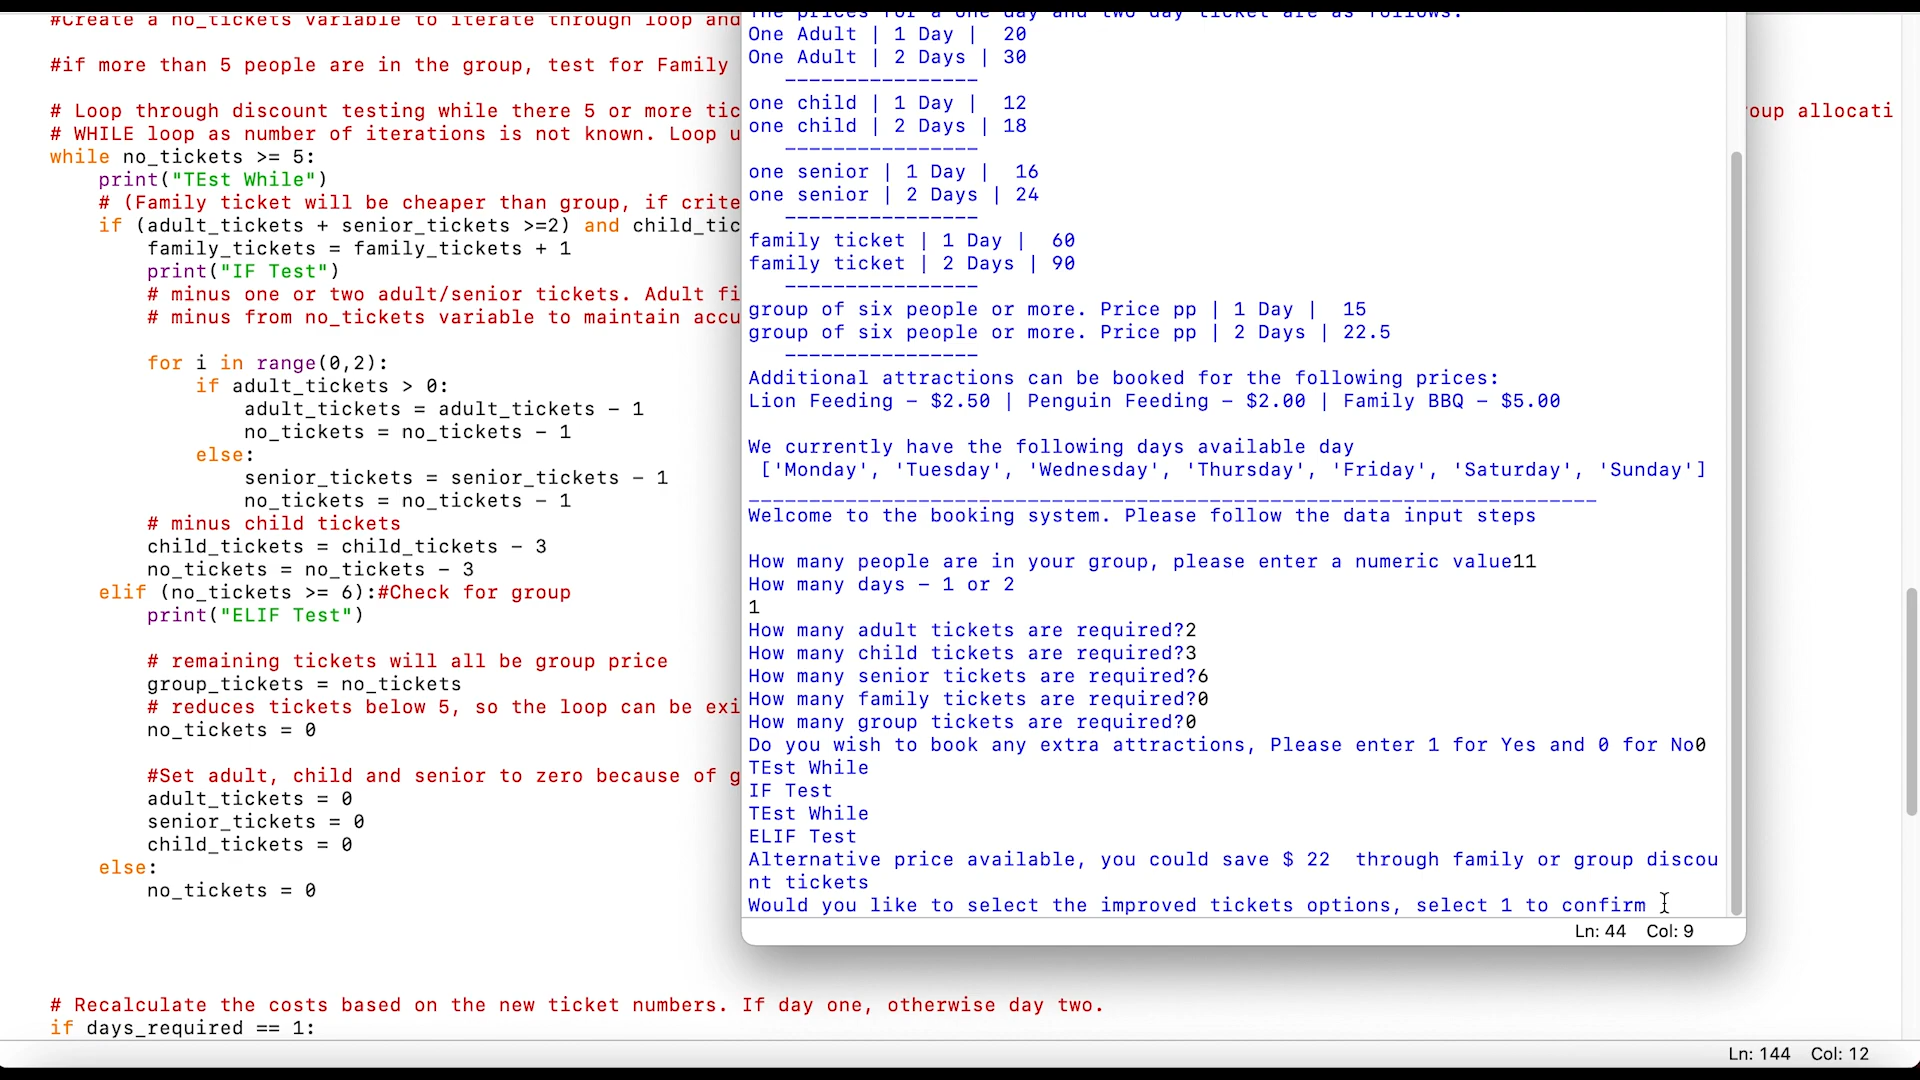 #Create a no_tickets variable to iterate through loop and
#if more than 5 people are in the group, test for Family
# Loop through discount testing while there 5 or more tic
oup allocati
# WHILE loop as number of iterations is not known. Loop u
while no_tickets >= 5:
print("TEst While")
# (Family ticket will be cheaper than group, if crite
if (adult_tickets + senior_tickets >=2) and child_tic
family_tickets = family_tickets + 1
print("IF Test")
# minus one or two adult/senior tickets. Adult fi
# minus from no_tickets variable to maintain accu
for i in range(0,2):
if adult_tickets > 0:
adult_tickets = adult_tickets - 1
no_tickets = no_tickets - 1
else:
senior_tickets = senior_tickets - 1
no_tickets = no_tickets - 1
# minus child tickets
child_tickets = child_tickets - 3
no_tickets = no_tickets - 3
elif (no_tickets >= 6):#Check for group
print("ELIF Test")
# remaining tickets will all be group price
group_tickets = no_tickets
# reduces tickets below 5, so the loop can be exi
no_tickets = 0
#Set adult, child and senior to zero because of g
adult_tickets = 0
senior_tickets = 0
child_tickets = 0
else:
no_tickets = 0
# Recalculate the costs based on the new ticket numbers. If day one, otherwise day two.
if days_required == 1:
Ln: 144 Col: 12
The prices for a one day and two day ticket are as follows:
One Adult | 1 Day | 20
One Adult | 2 Days | 30
----------------
one child | 1 Day | 12
one child | 2 Days | 18
----------------
one senior | 1 Day | 16
one senior | 2 Days | 24
----------------
family ticket | 1 Day | 60
family ticket | 2 Days | 90
----------------
group of six people or more. Price pp | 1 Day | 15
group of six people or more. Price pp | 2 Days | 22.5
----------------
Additional attractions can be booked for the following prices:
Lion Feeding - $2.50 | Penguin Feeding - $2.00 | Family BBQ - $5.00
We currently have the following days available day
['Monday', 'Tuesday', 'Wednesday', 'Thursday', 'Friday', 'Saturday', 'Sunday']
______________________________________________________________________
Welcome to the booking system. Please follow the data input steps
How many people are in your group, please enter a numeric value11
How many days - 1 or 2
1
How many adult tickets are required?2
How many child tickets are required?3
How many senior tickets are required?6
How many family tickets are required?0
How many group tickets are required?0
Do you wish to book any extra attractions, Please enter 1 for Yes and 0 for No0
TEst While
IF Test
TEst While
ELIF Test
Alternative price available, you could save $ 22 through family or group discou
nt tickets
Would you like to select the improved tickets options, select 1 to confirm
Ln: 44 Col: 9